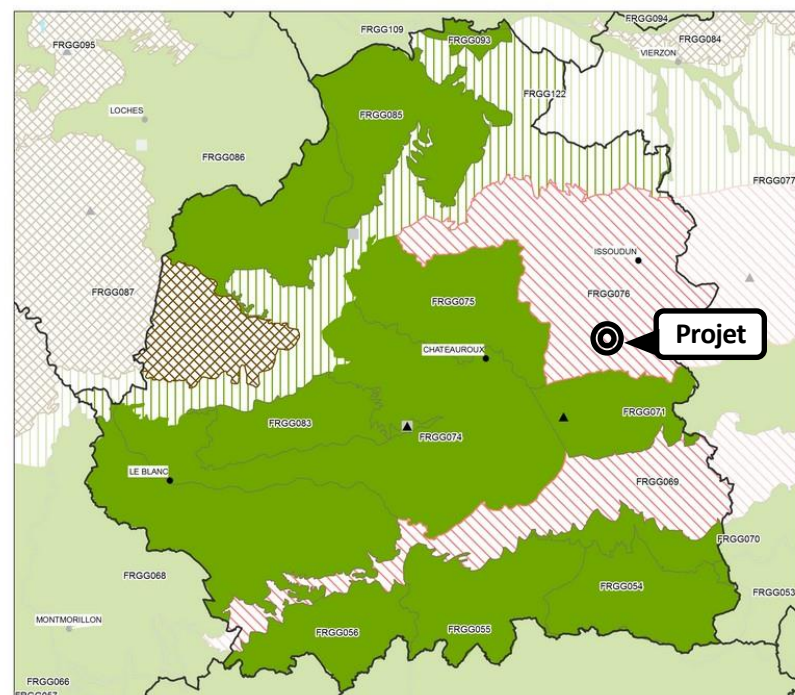 FRGG094
FRGG109
FRGG093
FRGG084
FRGG095
VIERZON
FRGG122
LOCHES
FRGG085
FRGG086
FRGG077
ISSOUDUN
FRGG087
FRGG076
FRGG075
Projet
CHATEAUROUX
FRGG071
FRGG083
FRGG074
LE BLANC
FRGG069
FRGG070
FRGG068
FRGG054
FRGG053
MONTMORILLON
FRGG056
FRGG055
FRGG066